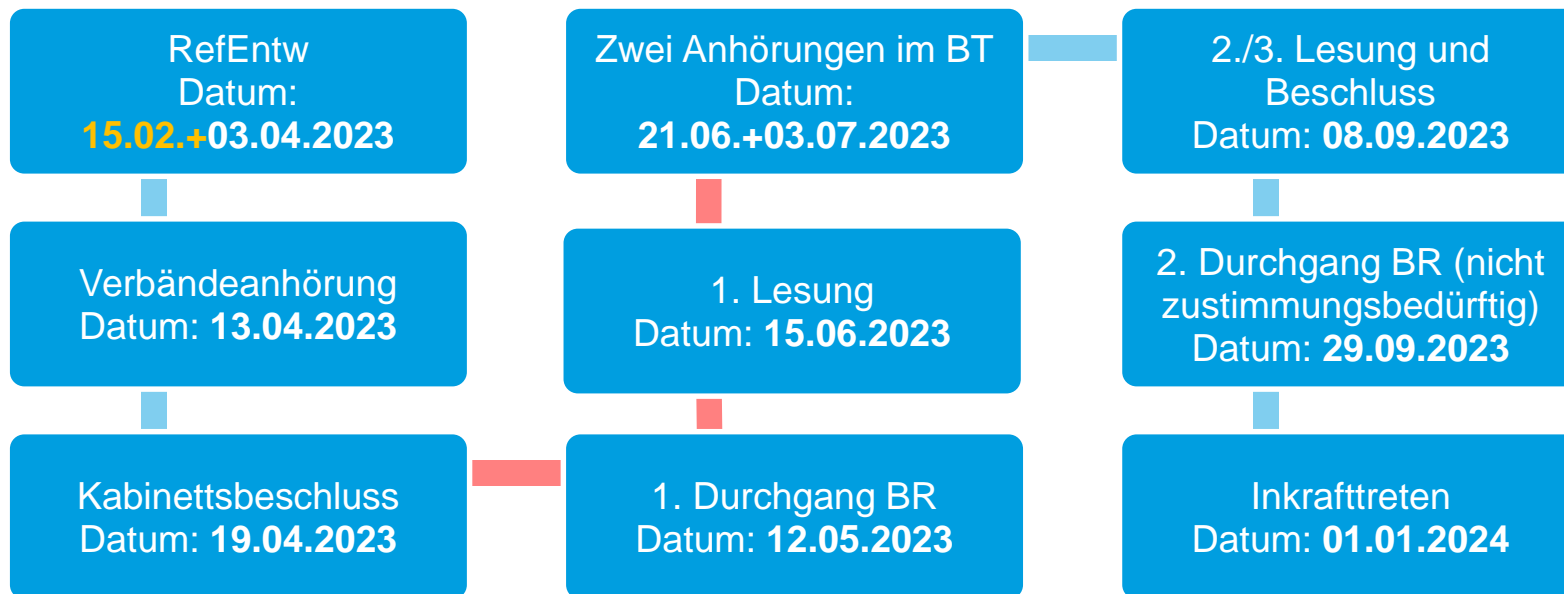 RefEntw
Datum:
15.02.+03.04.2023
Verbändeanhörung
Datum: 13.04.2023
Kabinettsbeschluss
Datum: 19.04.2023
1. Durchgang BR
Datum: 12.05.2023
1. Lesung
Datum: 15.06.2023
Zwei Anhörungen im BT
Datum:
21.06.+03.07.2023
2./3. Lesung und
Beschluss
Datum: 08.09.2023
2. Durchgang BR (nicht
zustimmungsbedürftig)
Datum: 29.09.2023
Inkrafttreten
Datum: 01.01.2024